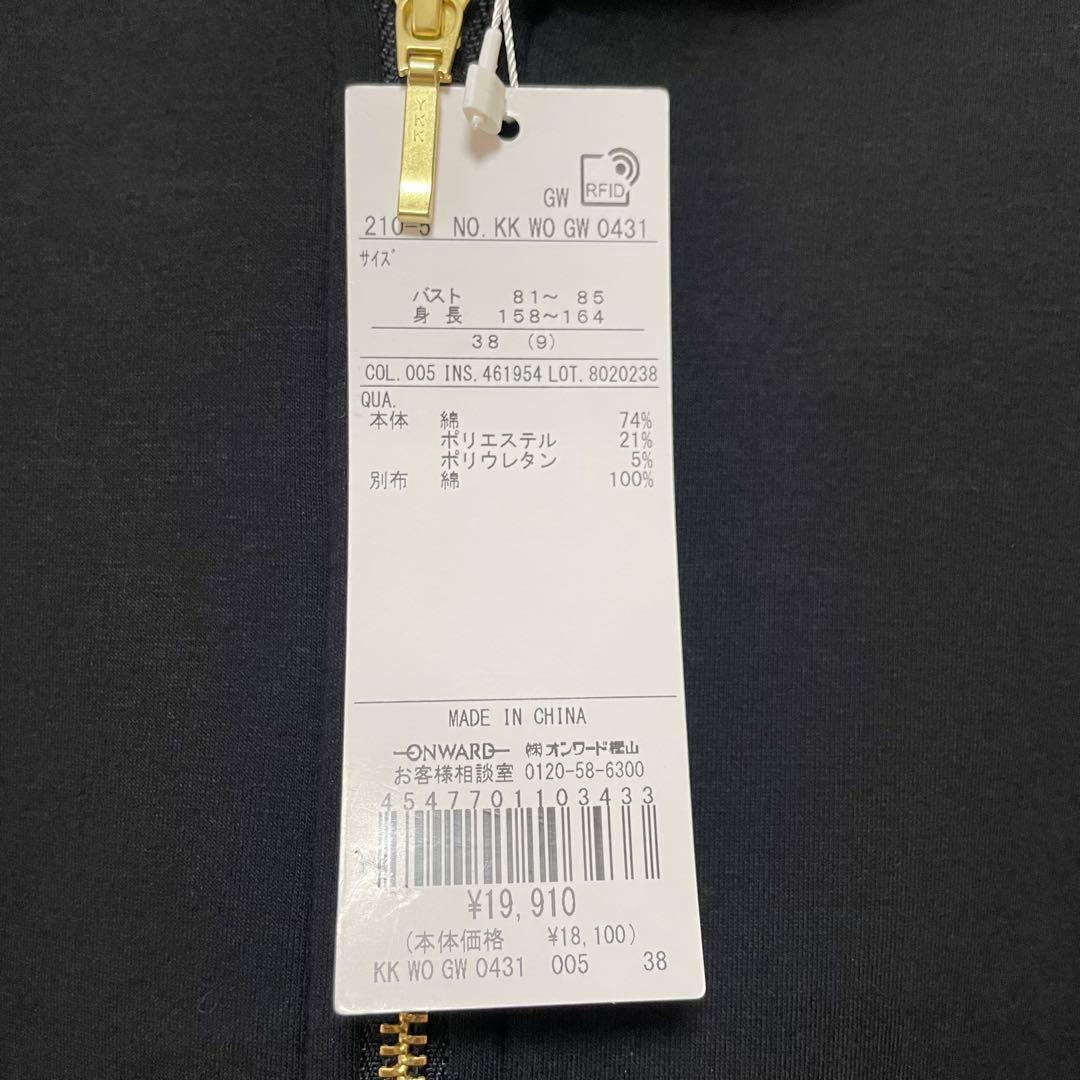 YKK
RFID
GW
210-5 NO. KK WO GW 0431
サイズ
バスト 81～ 85
身 長 158～164
38 (9)
COL. 005 INS. 461954 LOT. 8020238
QUA.
本体 綿 74%
ポリエステル 21%
ポリウレタン 5%
別布 綿 100%
MADE IN CHINA
ONWARD ㈱オンワード樫山
お客様相談室 0120-58-6300
4547701103433
¥19,910
(本体価格 ¥18,100)
KK WO GW 0431 005 38